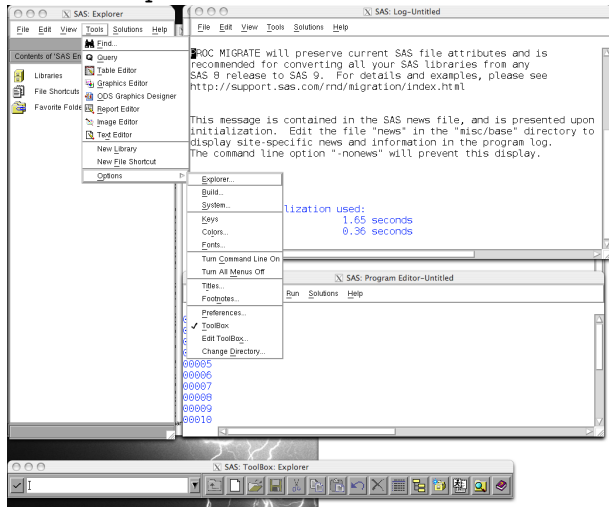 SAS: Explorer
File Edit View Tools Solutions Help
Contents of 'SAS En
Libraries
File Shortcuts
Favorite Folde
Find...
Query
Table Editor
Graphics Editor
ODS Graphics Designer
Report Editor
Image Editor
Text Editor
New Library
New File Shortcut
Options
Explorer...
Build...
System...
Keys
Colors...
Fonts...
Turn Command Line On
Turn All Menus Off
Titles...
Footnotes...
Preferences...
ToolBox
Edit ToolBox...
Change Directory...
SAS: Log-Untitled
File Edit View Tools Solutions Help
PROC MIGRATE will preserve current SAS file attributes and is
recommended for converting all your SAS libraries from any
SAS 8 release to SAS 9. For details and examples, please see
http://support.sas.com/rnd/migration/index.html
This message is contained in the SAS news file, and is presented upon
initialization. Edit the file "news" in the "misc/base" directory to
display site-specific news and information in the program log.
The command line option "-nonews" will prevent this display.
lization used:
1.65 seconds
0.36 seconds
SAS: Program Editor-Untitled
Run Solutions Help
00005
00006
00007
00008
00009
00010
SAS: ToolBox: Explorer